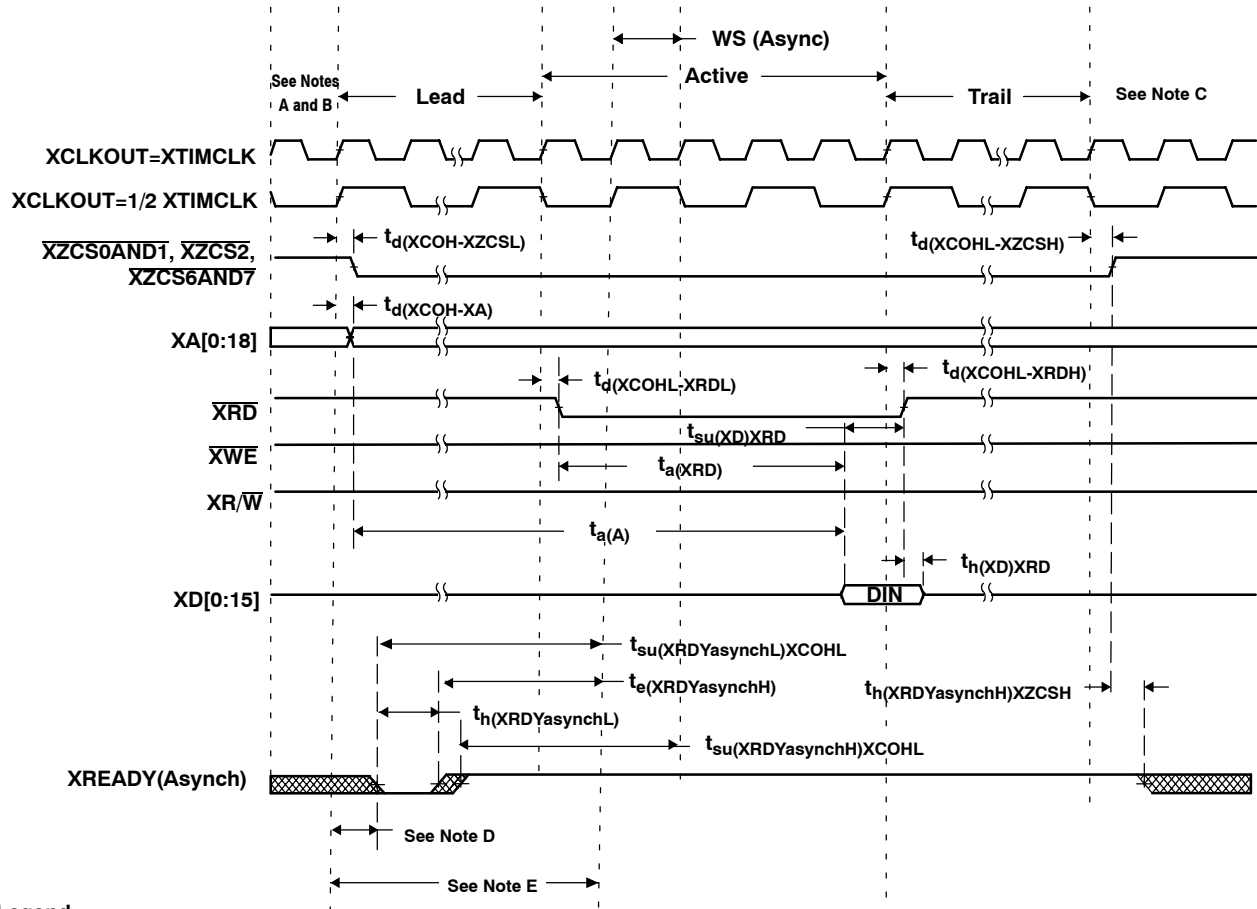 WS (Async)
Active
See Notes
A and B
Lead
Trail
See Note C
XCLKOUT=XTIMCLK
XCLKOUT=1/2 XTIMCLK
td(XCOH-XZCSL)
td(XCOHL-XZCSH)
XZCS0AND1, XZCS2,
XZCS6AND7
td(XCOH-XA)
XA[0:18]
td(XCOHL-XRDL)
td(XCOHL-XRDH)
XRD
tsu(XD)XRD
XWE
ta(XRD)
XR/W
ta(A)
th(XD)XRD
XD[0:15]
DIN
tsu(XRDYasynchL)XCOHL
te(XRDYasynchH)
th(XRDYasynchH)XZCSH
th(XRDYasynchL)
tsu(XRDYasynchH)XCOHL
XREADY(Asynch)
See Note D
See Note E